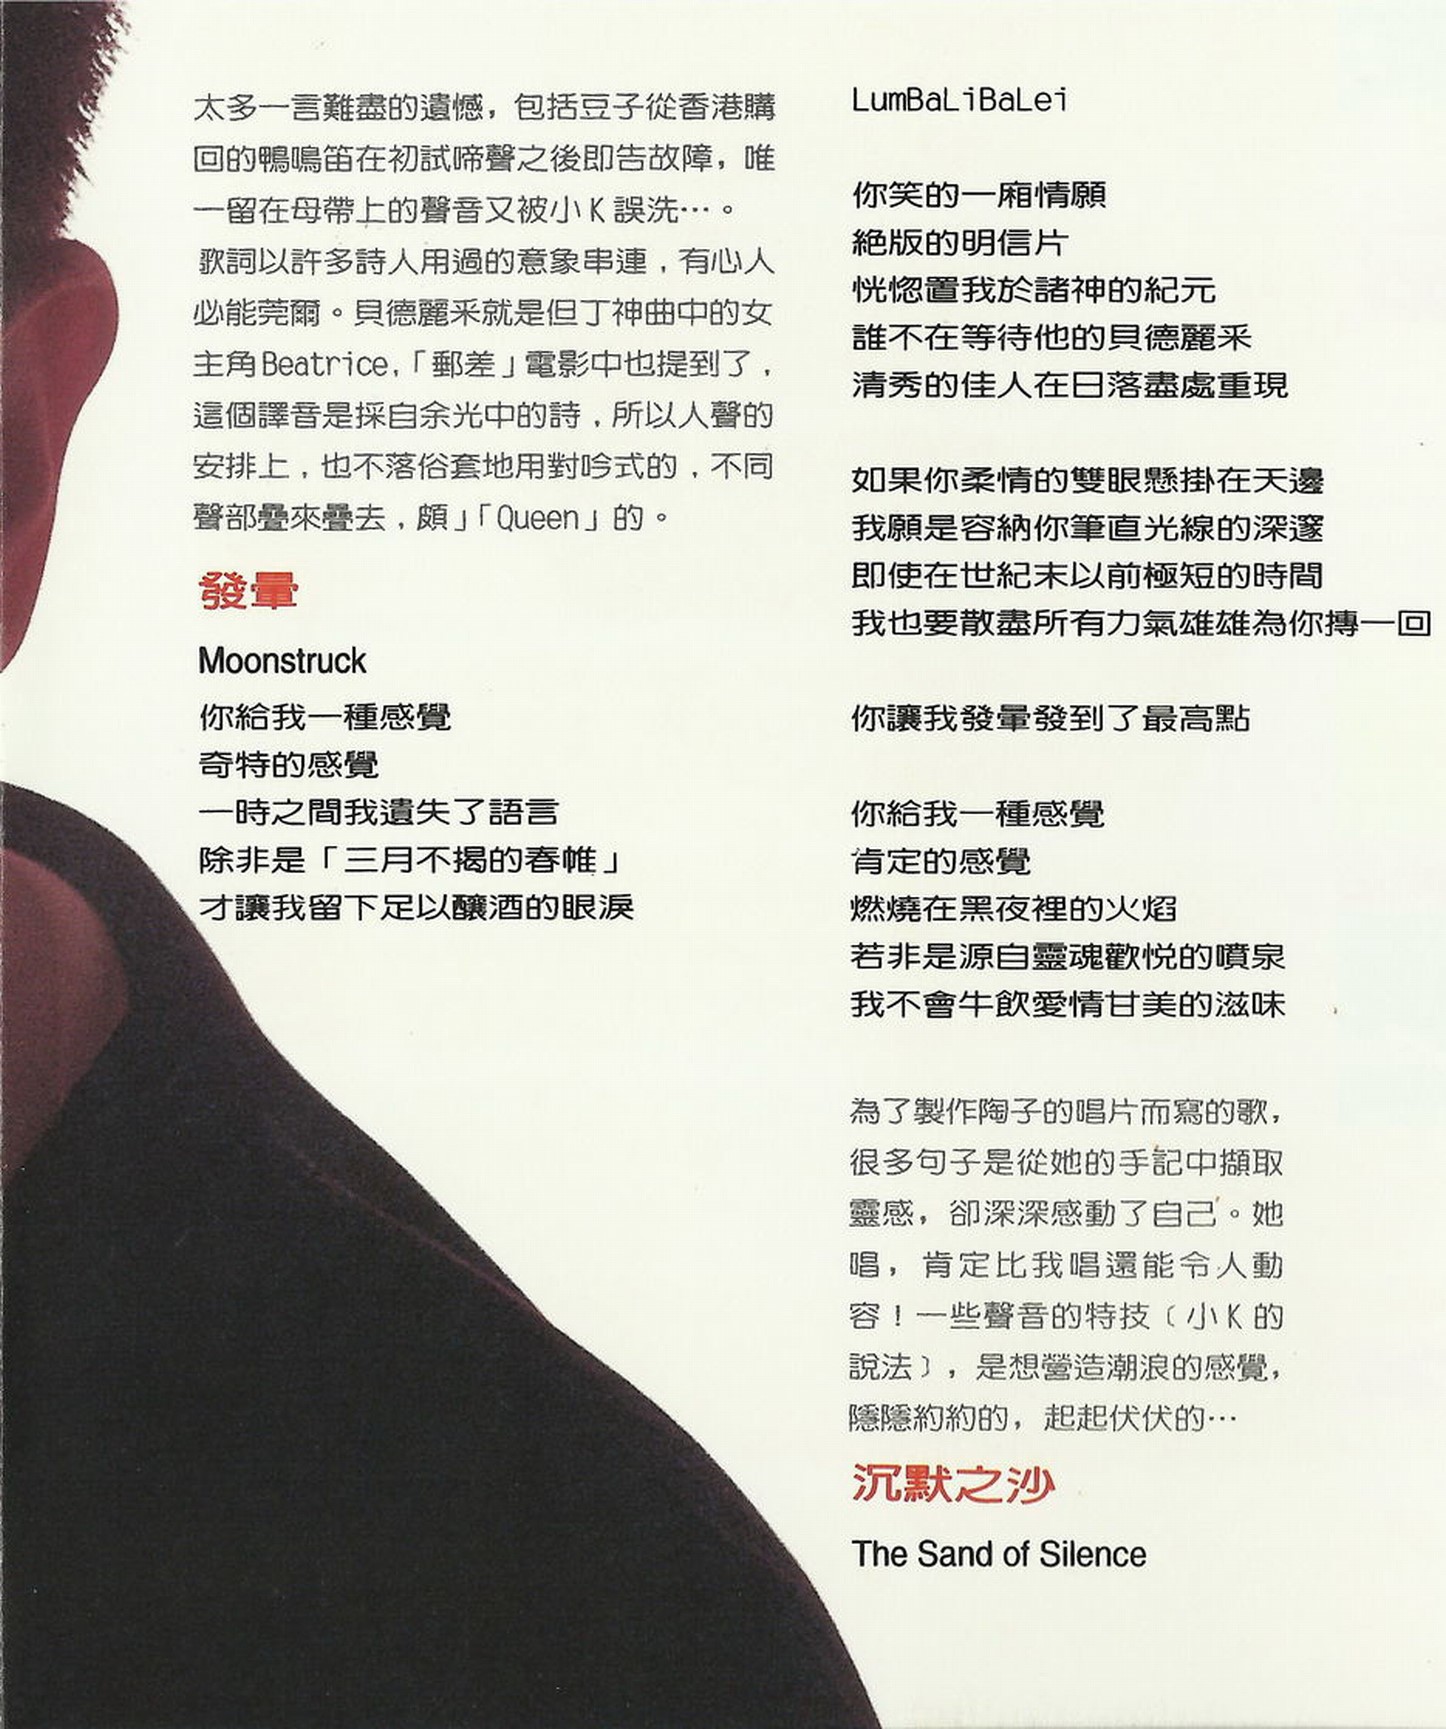 太多一言難盡的遺憾，包括豆子從香港購
回的鴨鳴笛在初試啼聲之後即告故障，唯
一留在母帶上的聲音又被小K誤洗…。
歌詞以許多詩人用過的意象串連，有心人
必能莞爾。貝德麗采就是但丁神曲中的女
主角Beatrice,「郵差」電影中也提到了，
這個譯音是採自余光中的詩，所以人聲的
安排上，也不落俗套地用對吟式的，不同
聲部疊來疊去，頗」「Queen」的。
發暈
Moonstruck
你給我一種感覺
奇特的感覺
一時之間我遺失了語言
除非是「三月不揭的春帷」
才讓我留下足以釀酒的眼淚
LumBaLiBaLei
你笑的一廂情願
絕版的明信片
恍惚置我於諸神的紀元
誰不在等待他的貝德麗采
清秀的佳人在日落盡處重現
如果你柔情的雙眼懸掛在天邊
我願是容納你筆直光線的深邃
即使在世紀末以前極短的時間
我也要散盡所有力氣雄雄為你摶一回
你讓我發暈發到了最高點
你給我一種感覺
肯定的感覺
燃燒在黑夜裡的火焰
若非是源自靈魂歡悅的噴泉
我不會牛飲愛情甘美的滋味
為了製作陶子的唱片而寫的歌，
很多句子是從她的手記中擷取
靈感，卻深深感動了自己。她
唱，肯定比我唱還能令人動
容！一些聲音的特技（小K的
說法），是想營造潮浪的感覺，
隱隱約約的，起起伏伏的…
沉默之沙
The Sand of Silence